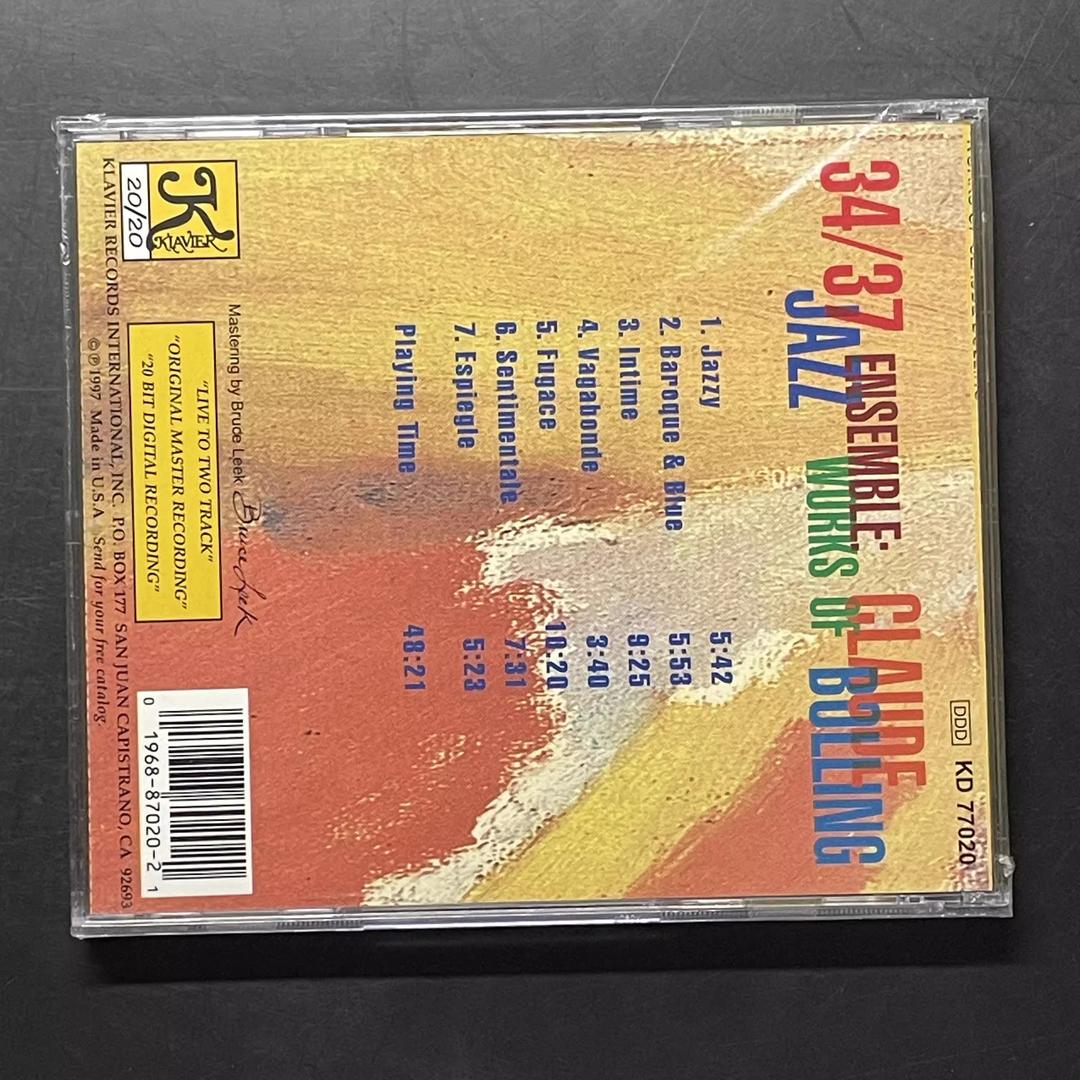 DDD KD 77020
34/37 ENSEMBLE: CLAUDE
JAZZ WORKS OF BOLLING
1. Jazzy 5:42
2. Baroque & Blue 5:53
3. Intime 9:25
4. Vagabonde 3:40
5. Fugace 10:20
6. Sentimentale 7:31
7. Espiegle 5:23
Playing Time 48:21
Mastering by Bruce Leek Bruce Leek
"LIVE TO TWO TRACK"
"ORIGINAL MASTER RECORDING"
"20 BIT DIGITAL RECORDING"
K
KLAVIER
20/20
0 1968-87020-2 1
KLAVIER RECORDS INTERNATIONAL, INC. P.O. BOX 177 SAN JUAN CAPISTRANO, CA 92693
©℗ 1997 Made in U.S.A Send for your free catalog.